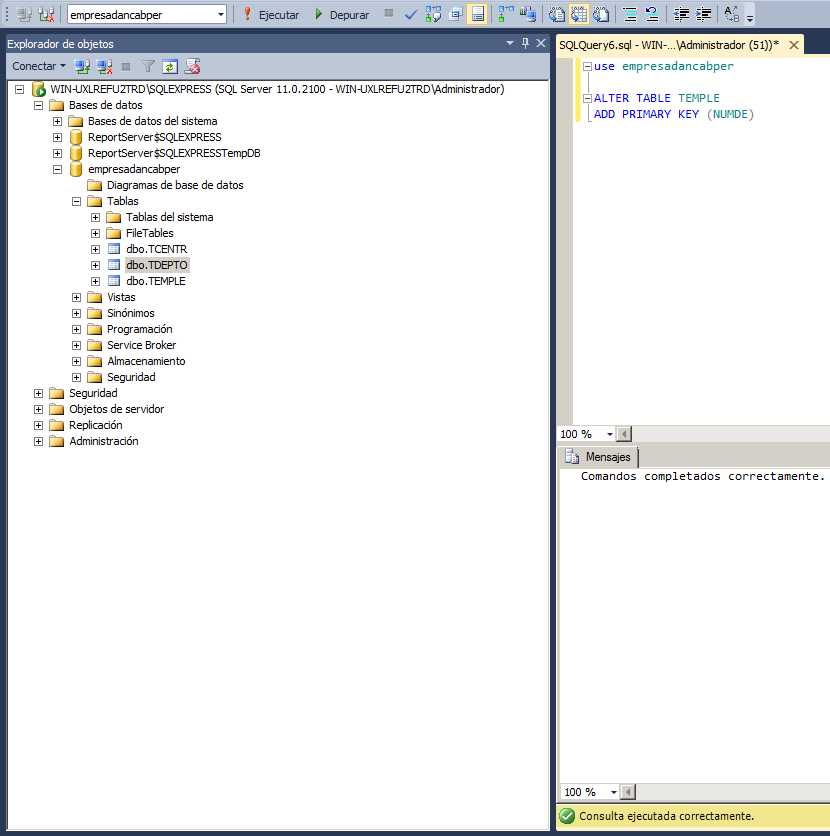 empresadancabper
Ejecutar
Depurar
Explorador de objetos
Conectar
WIN-UXLREFU2TRD\SQLEXPRESS (SQL Server 11.0.2100 - WIN-UXLREFU2TRD\Administrador)
Bases de datos
Bases de datos del sistema
ReportServer$SQLEXPRESS
ReportServer$SQLEXPRESSTempDB
empresadancabper
Diagramas de base de datos
Tablas
Tablas del sistema
FileTables
dbo.TCENTR
dbo.TDEPTO
dbo.TEMPLE
Vistas
Sinónimos
Programación
Service Broker
Almacenamiento
Seguridad
Seguridad
Objetos de servidor
Replicación
Administración
SQLQuery6.sql - WIN-...\Administrador (51))*
use empresadancabper
ALTER TABLE TEMPLE
ADD PRIMARY KEY (NUMDE)
100 %
Mensajes
Comandos completados correctamente.
100 %
Consulta ejecutada correctamente.